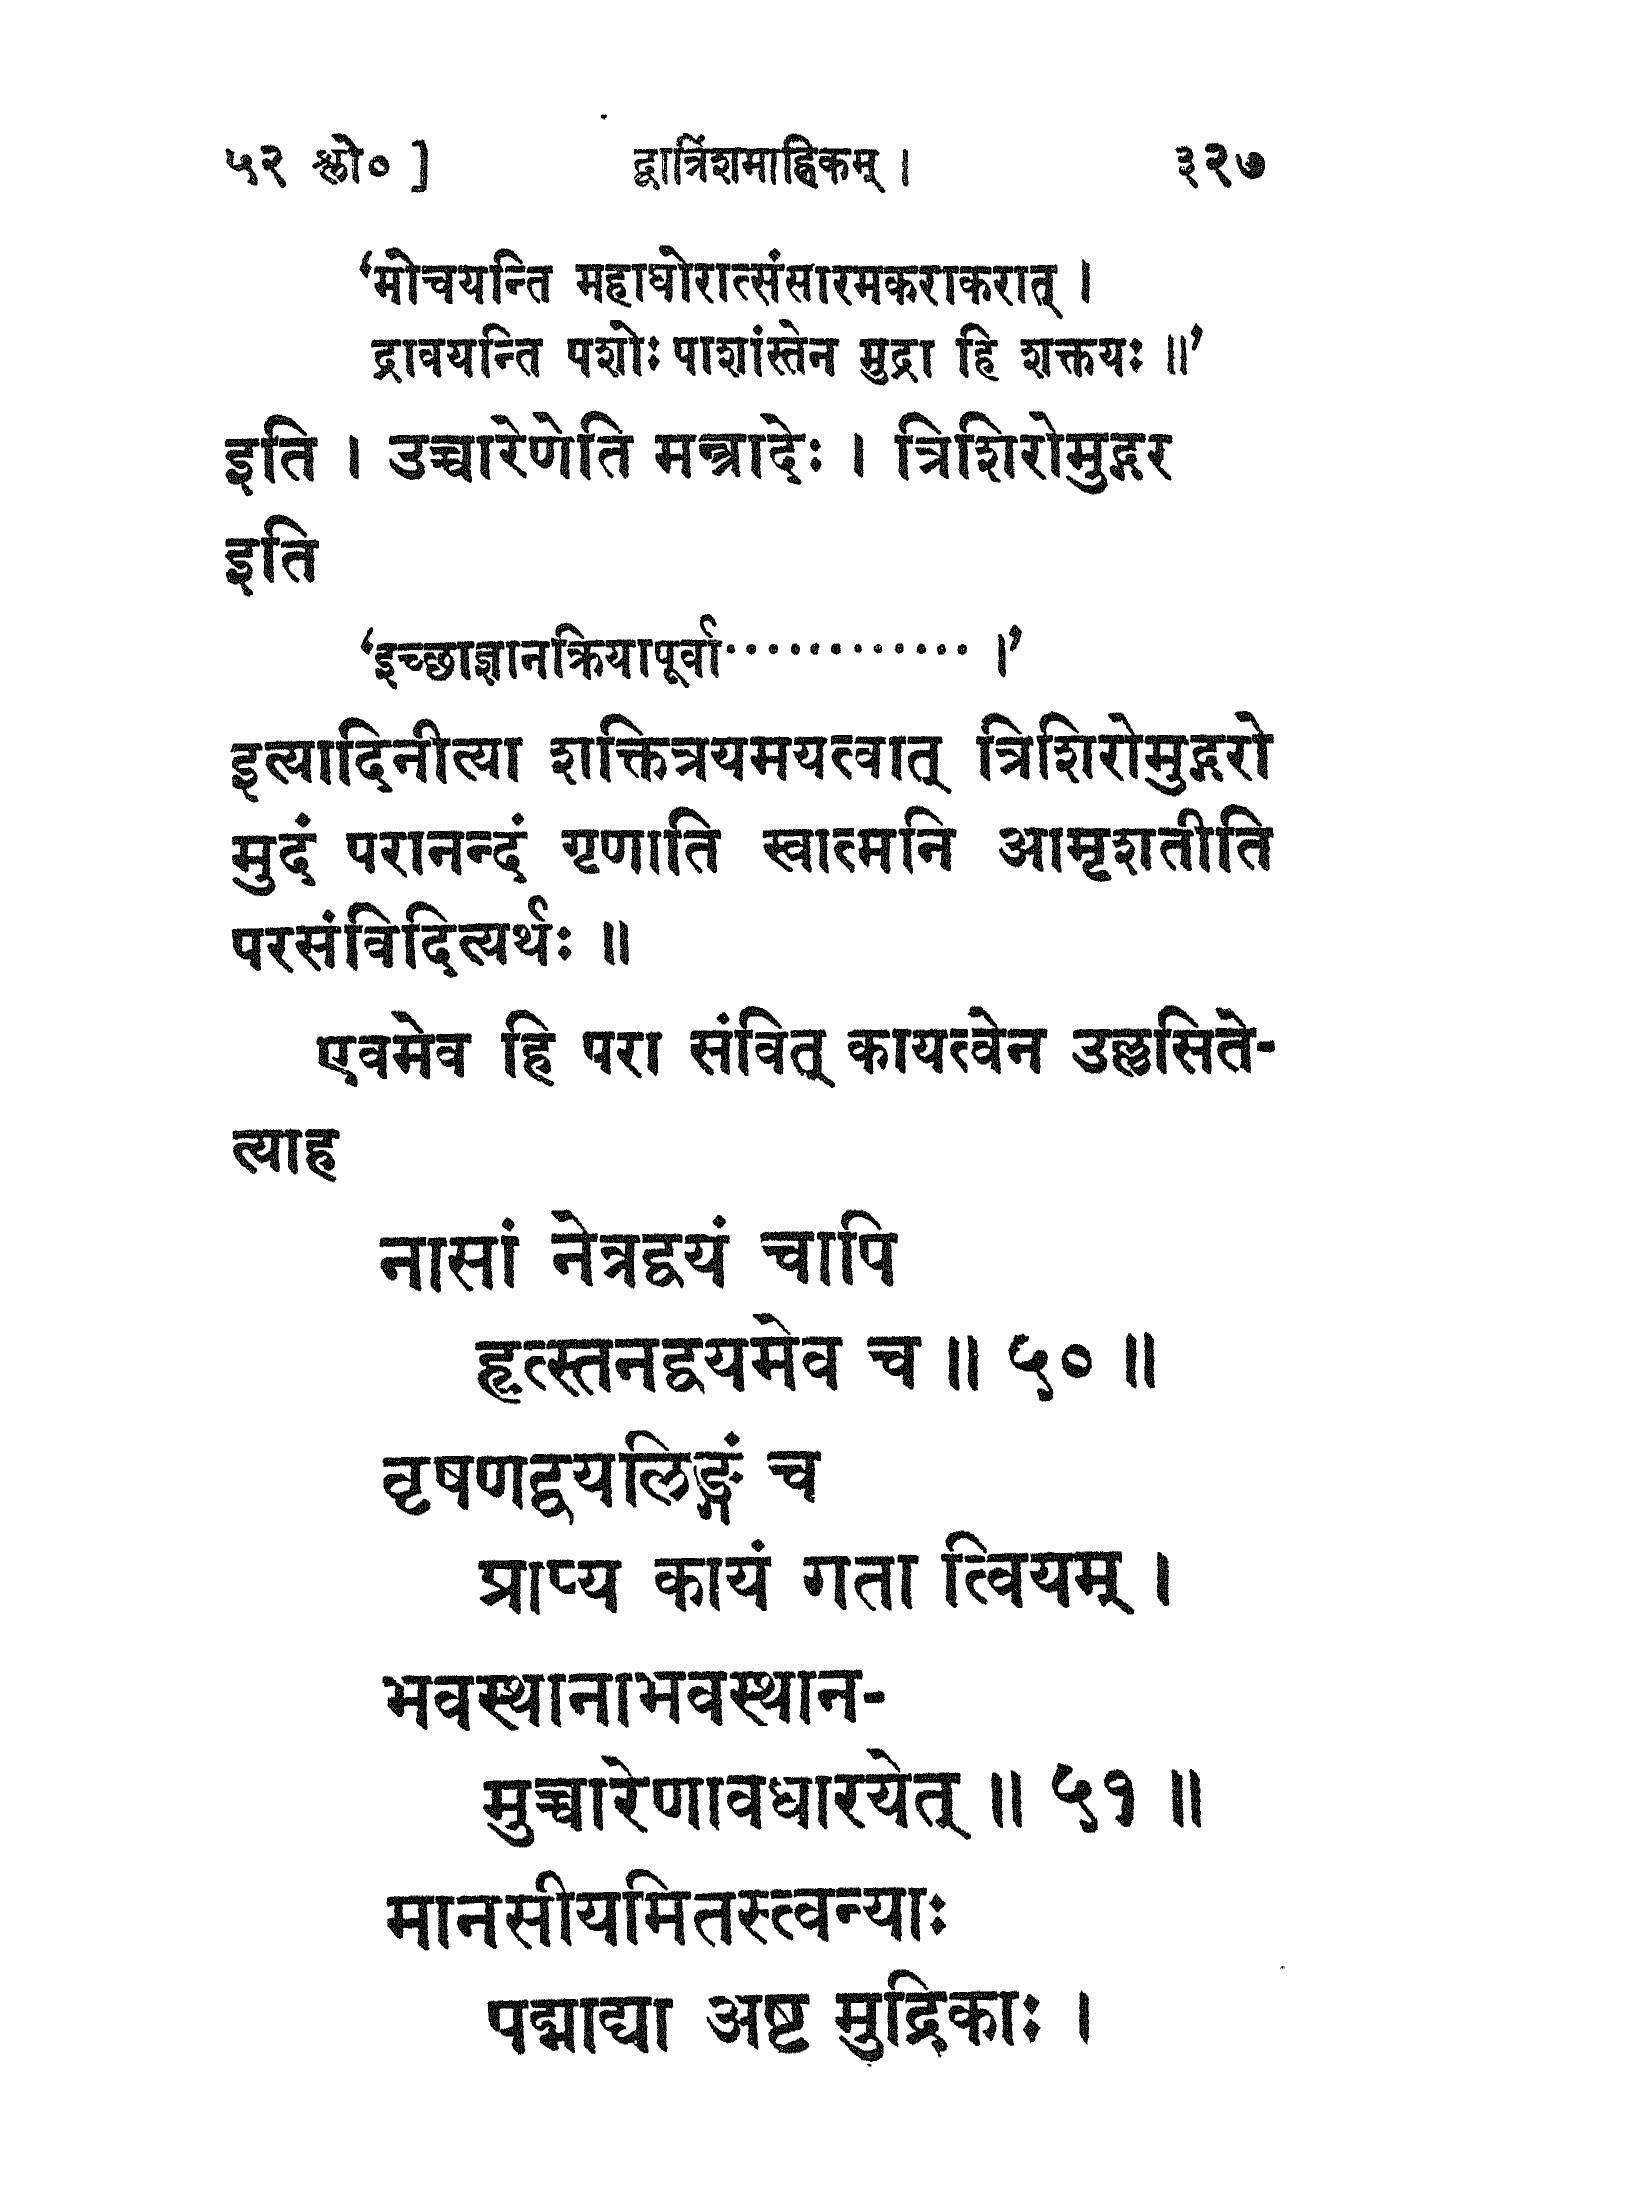 ५२ श्लो० ] द्वात्रिंशमाह्निकम् । ३२७
‘मोचयन्ति महाघोरात्संसारमकराकरात् ।
द्रावयन्ति पशोः पाशांस्तेन मुद्रा हि शक्तयः ॥’
इति । उच्चारेणेति मन्त्रादेः । त्रिशिरोमुद्गर
इति
‘इच्छाज्ञानक्रियापूर्वा············ ।’
इत्यादिनीत्या शक्तित्रयमयत्वात् त्रिशिरोमुद्गरो
मुदं परानन्दं गृणाति स्वात्मनि आमृशतीति
परसंविदित्यर्थः ॥
एवमेव हि परा संवित् कायत्वेन उल्लसिते-
त्याह
नासां नेत्रद्वयं चापि
हृत्स्तनद्वयमेव च ॥ ५० ॥
वृषणद्वयलिङ्गं च
प्राप्य कायं गता त्वियम् ।
भवस्थानाभवस्थान-
मुच्चारेणावधारयेत् ॥ ५१ ॥
मानसीयमितस्त्वन्याः
पद्माद्या अष्ट मुद्रिकाः ।